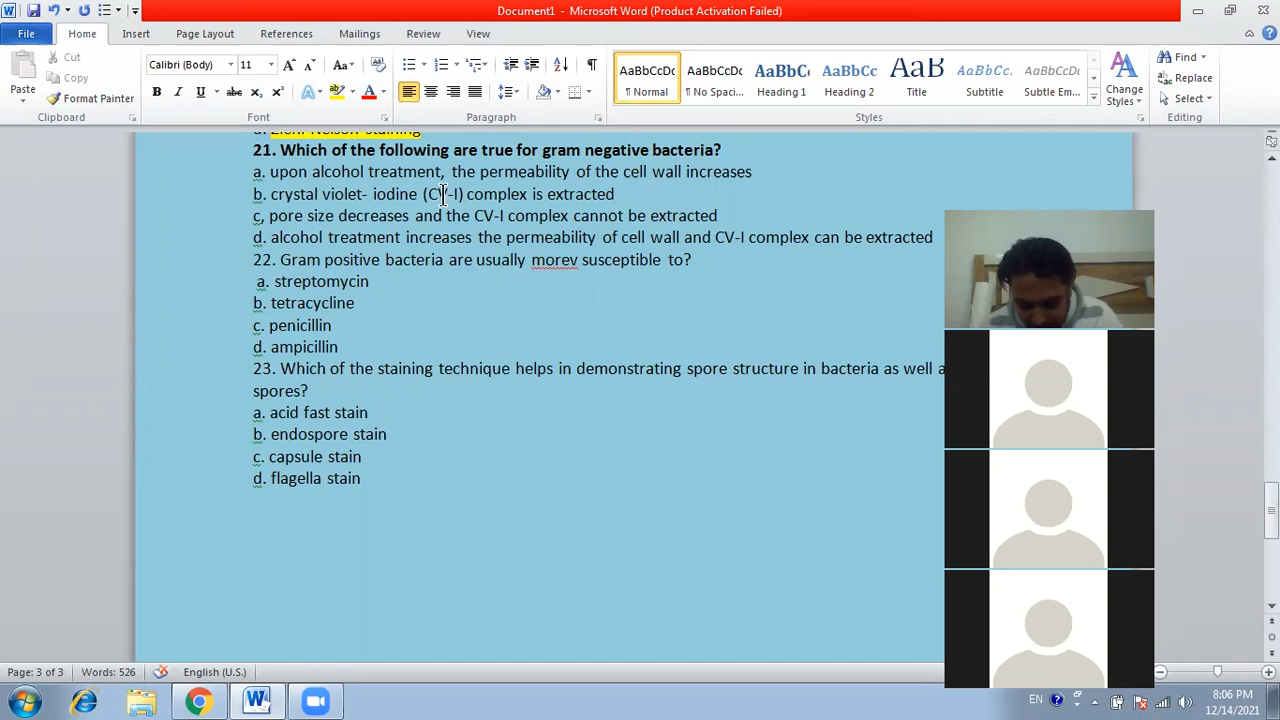 Document1 - Microsoft Word (Product Activation Failed)
File Home Insert Page Layout References Mailings Review View
Paste
Cut
Copy
Format Painter
Clipboard
Calibri (Body) 11
Font
Paragraph
AaBbCcDc AaBbCcDc AaBbCc AaBbCc AaB AaBbCc. AaBbCcDc
¶ Normal ¶ No Spaci... Heading 1 Heading 2 Title Subtitle Subtle Em...
Styles
Change
Styles
Find
Replace
Select
Editing
21. Which of the following are true for gram negative bacteria?
a. upon alcohol treatment, the permeability of the cell wall increases
b. crystal violet- iodine (CV-I) complex is extracted
c, pore size decreases and the CV-I complex cannot be extracted
d. alcohol treatment increases the permeability of cell wall and CV-I complex can be extracted
22. Gram positive bacteria are usually morev susceptible to?
a. streptomycin
b. tetracycline
c. penicillin
d. ampicillin
23. Which of the staining technique helps in demonstrating spore structure in bacteria as well
spores?
a. acid fast stain
b. endospore stain
c. capsule stain
d. flagella stain
Page: 3 of 3 Words: 526 English (U.S.)
EN
8:06 PM
12/14/2021